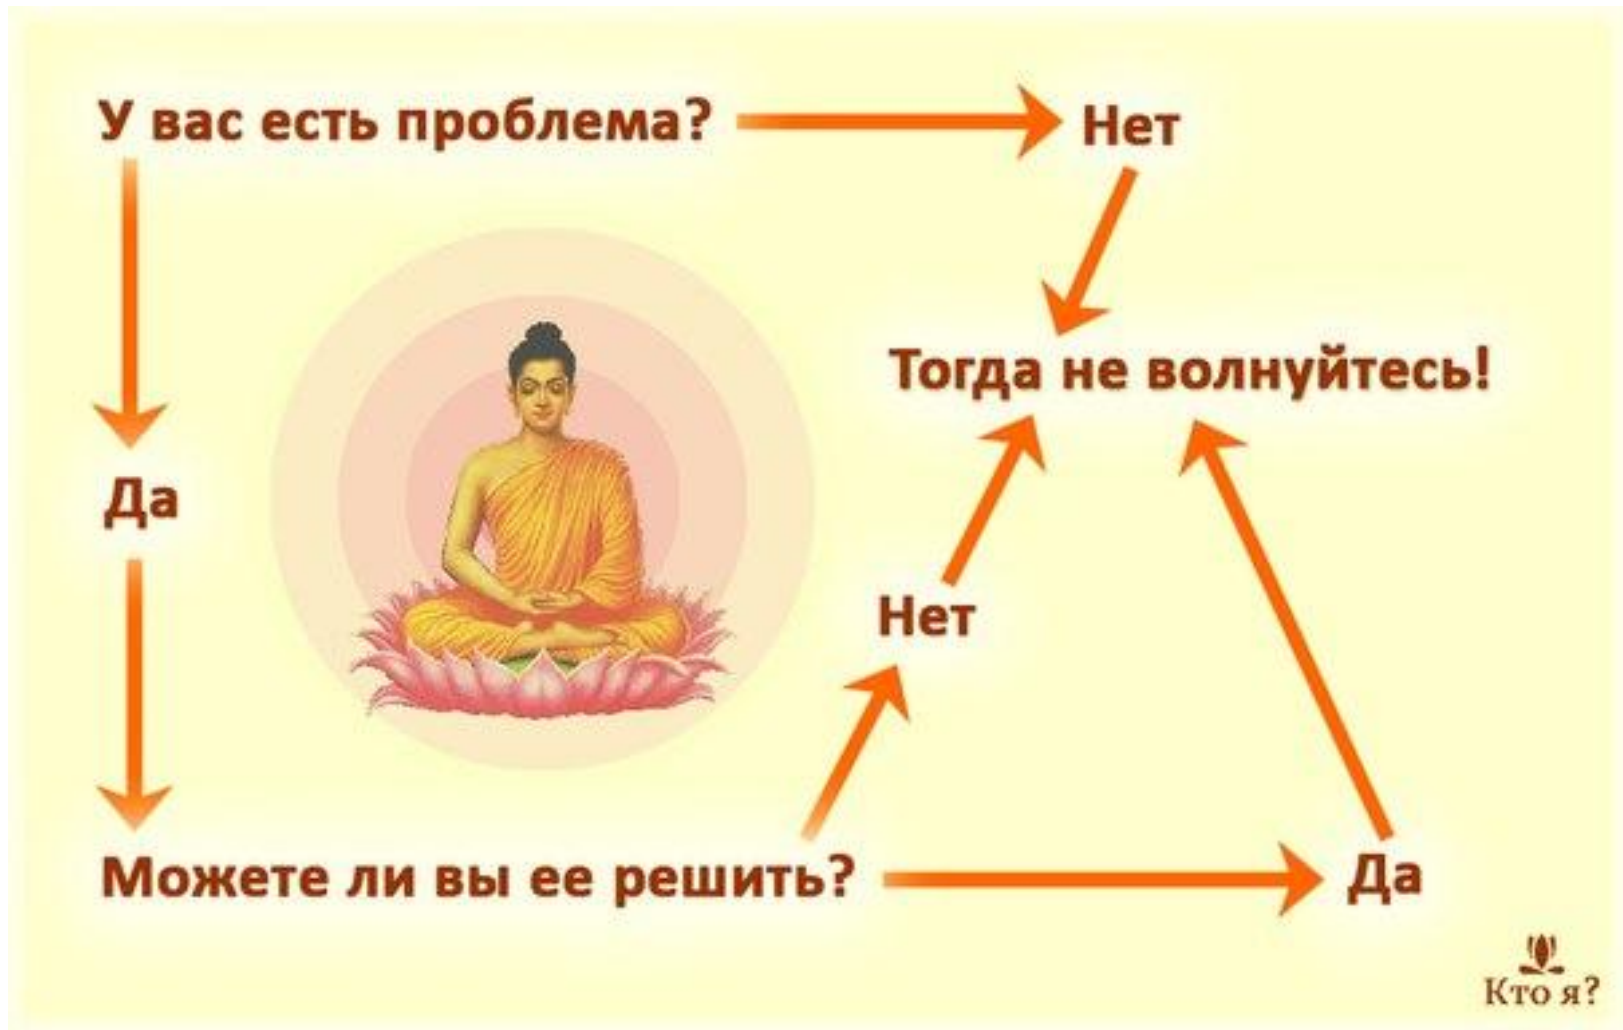 У вас есть проблема?
Нет
Тогда не волнуйтесь!
Да
Нет
Можете ли вы ее решить?
Да
Кто я?